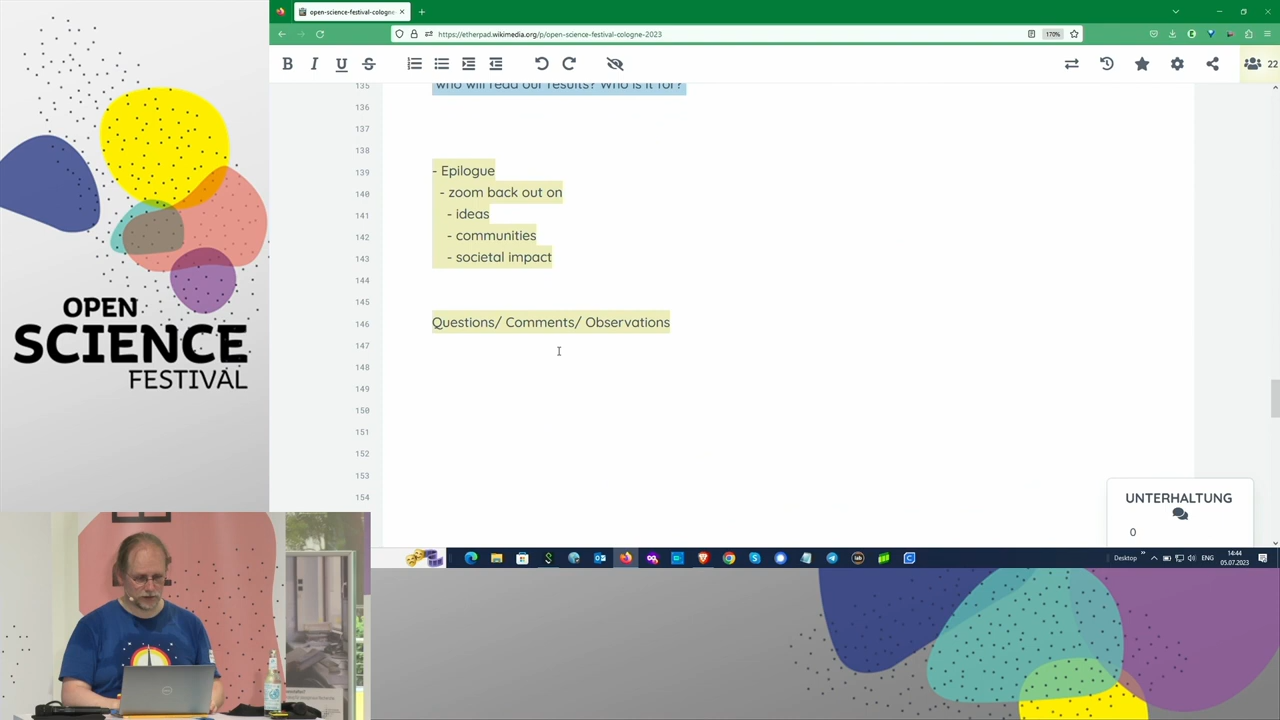 open-science-festival-cologne-
https://etherpad.wikimedia.org/p/open-science-festival-cologne-2023
170%
B I U S
22
135 who will read our results? Who is it for?
136
137
138
139 - Epilogue
140 - zoom back out on
141 - ideas
142 - communities
143 - societal impact
144
145
146 Questions/ Comments/ Observations
147
148
149
150
151
152
153
154
OPEN
SCIENCE
FESTIVAL
UNTERHALTUNG
0
Desktop
ENG
14:44
05.07.2023